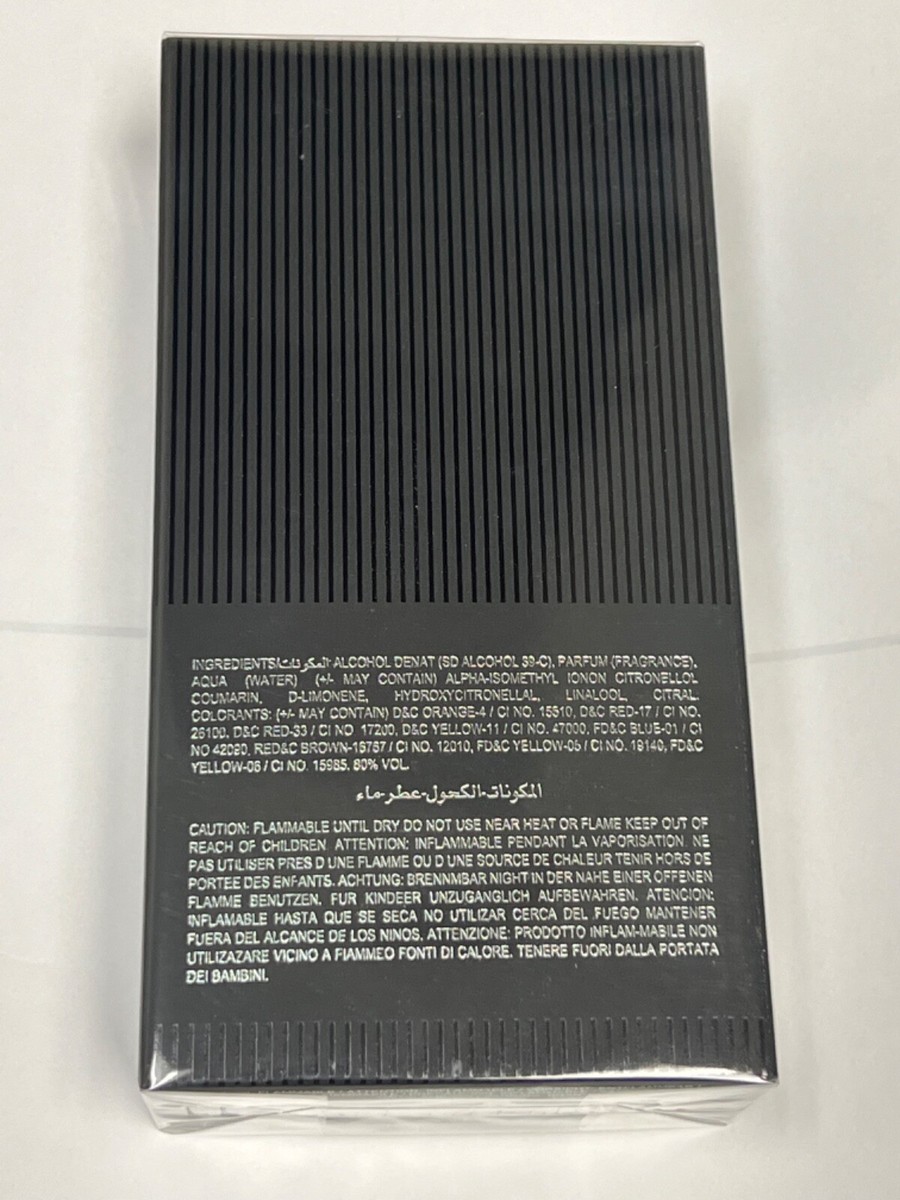 INGREDIENTS/المكونات: ALCOHOL DENAT (SD ALCOHOL 39-C), PARFUM (FRAGRANCE),
AQUA (WATER) (+/- MAY CONTAIN) ALPHA-ISOMETHYL IONON CITRONELLOL
COUMARIN, D-LIMONENE, HYDROXYCITRONELLAL, LINALOOL, CITRAL.
COLORANTS: (+/- MAY CONTAIN) D&C ORANGE-4 / CI NO. 15510, D&C RED-17 / CI NO.
26100, D&C RED-33 / CI NO 17200, D&C YELLOW-11 / CI NO. 47000, FD&C BLUE-01 / CI
NO 42090, RED&C BROWN-16767 / CI NO. 12010, FD&C YELLOW-05 / CI NO. 19140, FD&C
YELLOW-06 / CI NO. 15985. 80% VOL.
المكونات-الكحول-عطر-ماء
CAUTION: FLAMMABLE UNTIL DRY DO NOT USE NEAR HEAT OR FLAME KEEP OUT OF
REACH OF CHILDREN. ATTENTION: INFLAMMABLE PENDANT LA VAPORISATION. NE
PAS UTILISER PRES D UNE FLAMME OU D UNE SOURCE DE CHALEUR TENIR HORS DE
PORTEE DES ENFANTS. ACHTUNG: BRENNMBAR NIGHT IN DER NAHE EINER OFFENEN
FLAMME BENUTZEN. FUR KINDEER UNZUGANGLICH AUFBEWAHREN. ATENCION:
INFLAMABLE HASTA QUE SE SECA NO UTILIZAR CERCA DEL FUEGO MANTENER
FUERA DEL ALCANCE DE LOS NINOS. ATTENZIONE: PRODOTTO INFLAM-MABILE NON
UTILIZAZARE VICINO A FIAMMEO FONTI DI CALORE. TENERE FUORI DALLA PORTATA
DEI BAMBINI.